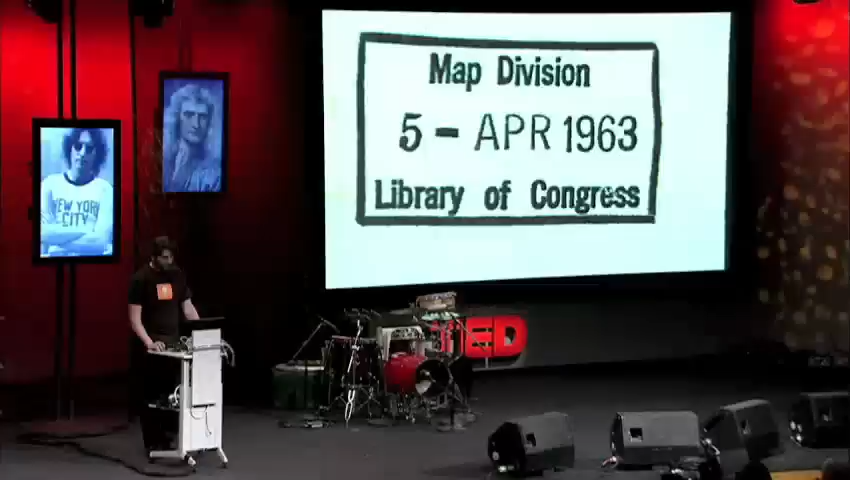 Map Division
5 - APR 1963
Library of Congress
NEW YORK
CITY
TED